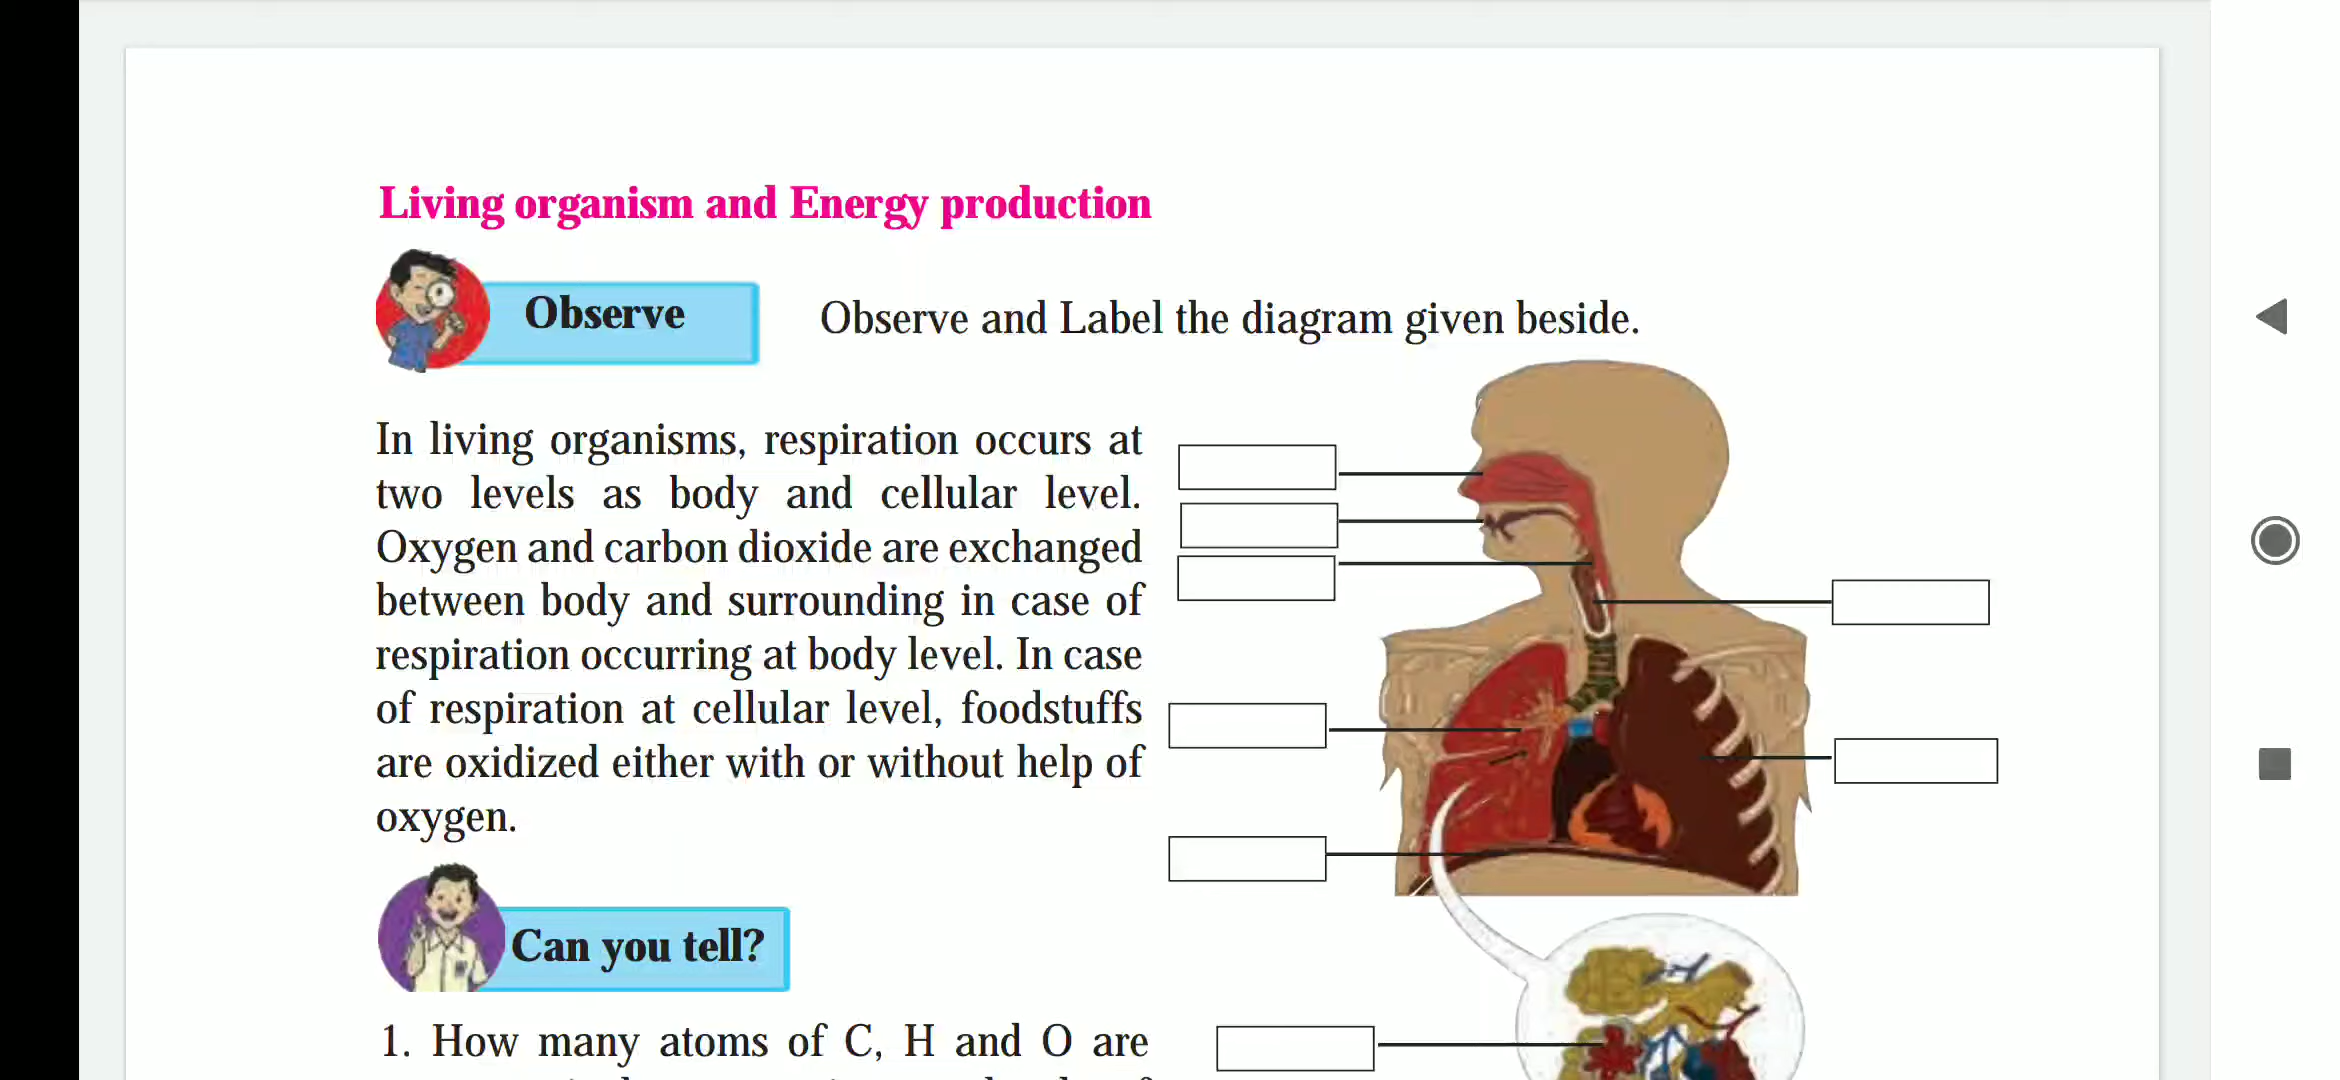 Living organism and Energy production
Observe
Observe and Label the diagram given beside.
In living organisms, respiration occurs at
two levels as body and cellular level.
Oxygen and carbon dioxide are exchanged
between body and surrounding in case of
respiration occurring at body level. In case
of respiration at cellular level, foodstuffs
are oxidized either with or without help of
oxygen.
Can you tell?
1. How many atoms of C, H and O are